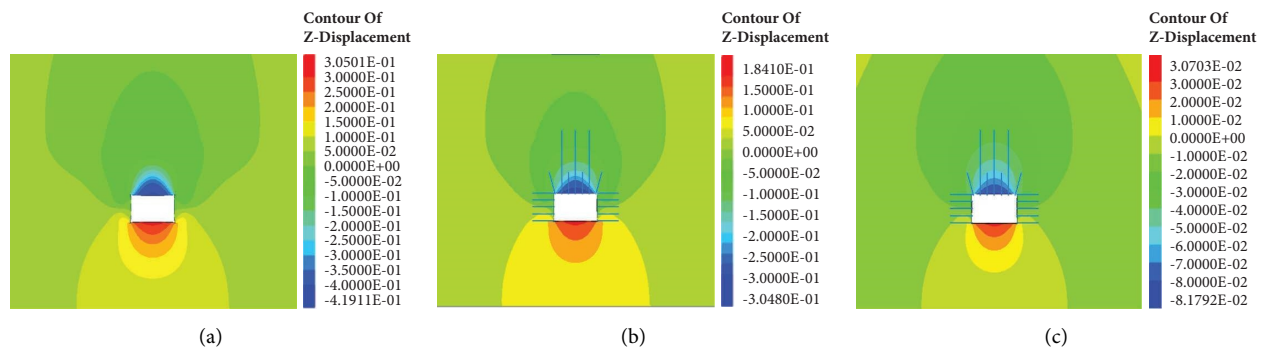 Contour Of
Z-Displacement
3.0501E-01
3.0000E-01
2.5000E-01
2.0000E-01
1.5000E-01
1.0000E-01
5.0000E-02
0.0000E+00
-5.0000E-02
-1.0000E-01
-1.5000E-01
-2.5000E-01
-3.0000E-01
-3.5000E-01
-4.0000E-01
-4.1911E-01
(a)
Contour Of
Z-Displacement
1.8410E-01
1.5000E-01
1.0000E-01
5.0000E-02
0.0000E+00
-5.0000E-02
-1.0000E-01
-1.5000E-01
-2.0000E-01
-2.5000E-01
-3.0000E-01
-3.0480E-01
(b)
Contour Of
Z-Displacement
3.0703E-02
3.0000E-02
2.0000E-02
1.0000E-02
0.0000E+00
-1.0000E-02
-2.0000E-02
-3.0000E-02
-4.0000E-02
-5.0000E-02
-6.0000E-02
-7.0000E-02
-8.0000E-02
-8.1792E-02
(c)